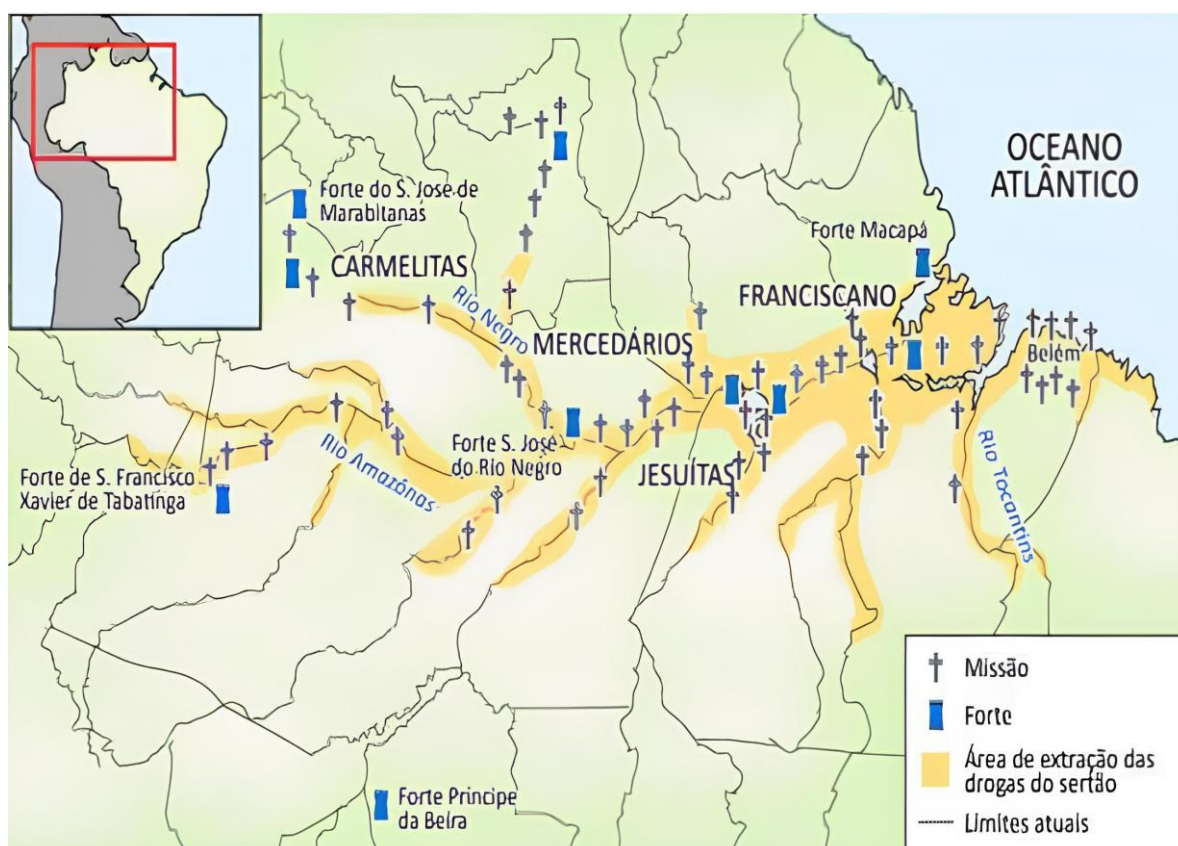 OCEANO
ATLÂNTICO
Forte do S. José de
Marabitanas
Forte Macapá
CARMELITAS
FRANCISCANO
Rio Negro
MERCEDÁRIOS
Belém
Forte S. José
do Rio Negro
JESUÍTAS
Rio Amazônas
Forte de S. Francisco
Xavier de Tabatinga
Rio Tocantins
Forte Príncipe
da Beira
Missão
Forte
Área de extração das
drogas do sertão
Limites atuais